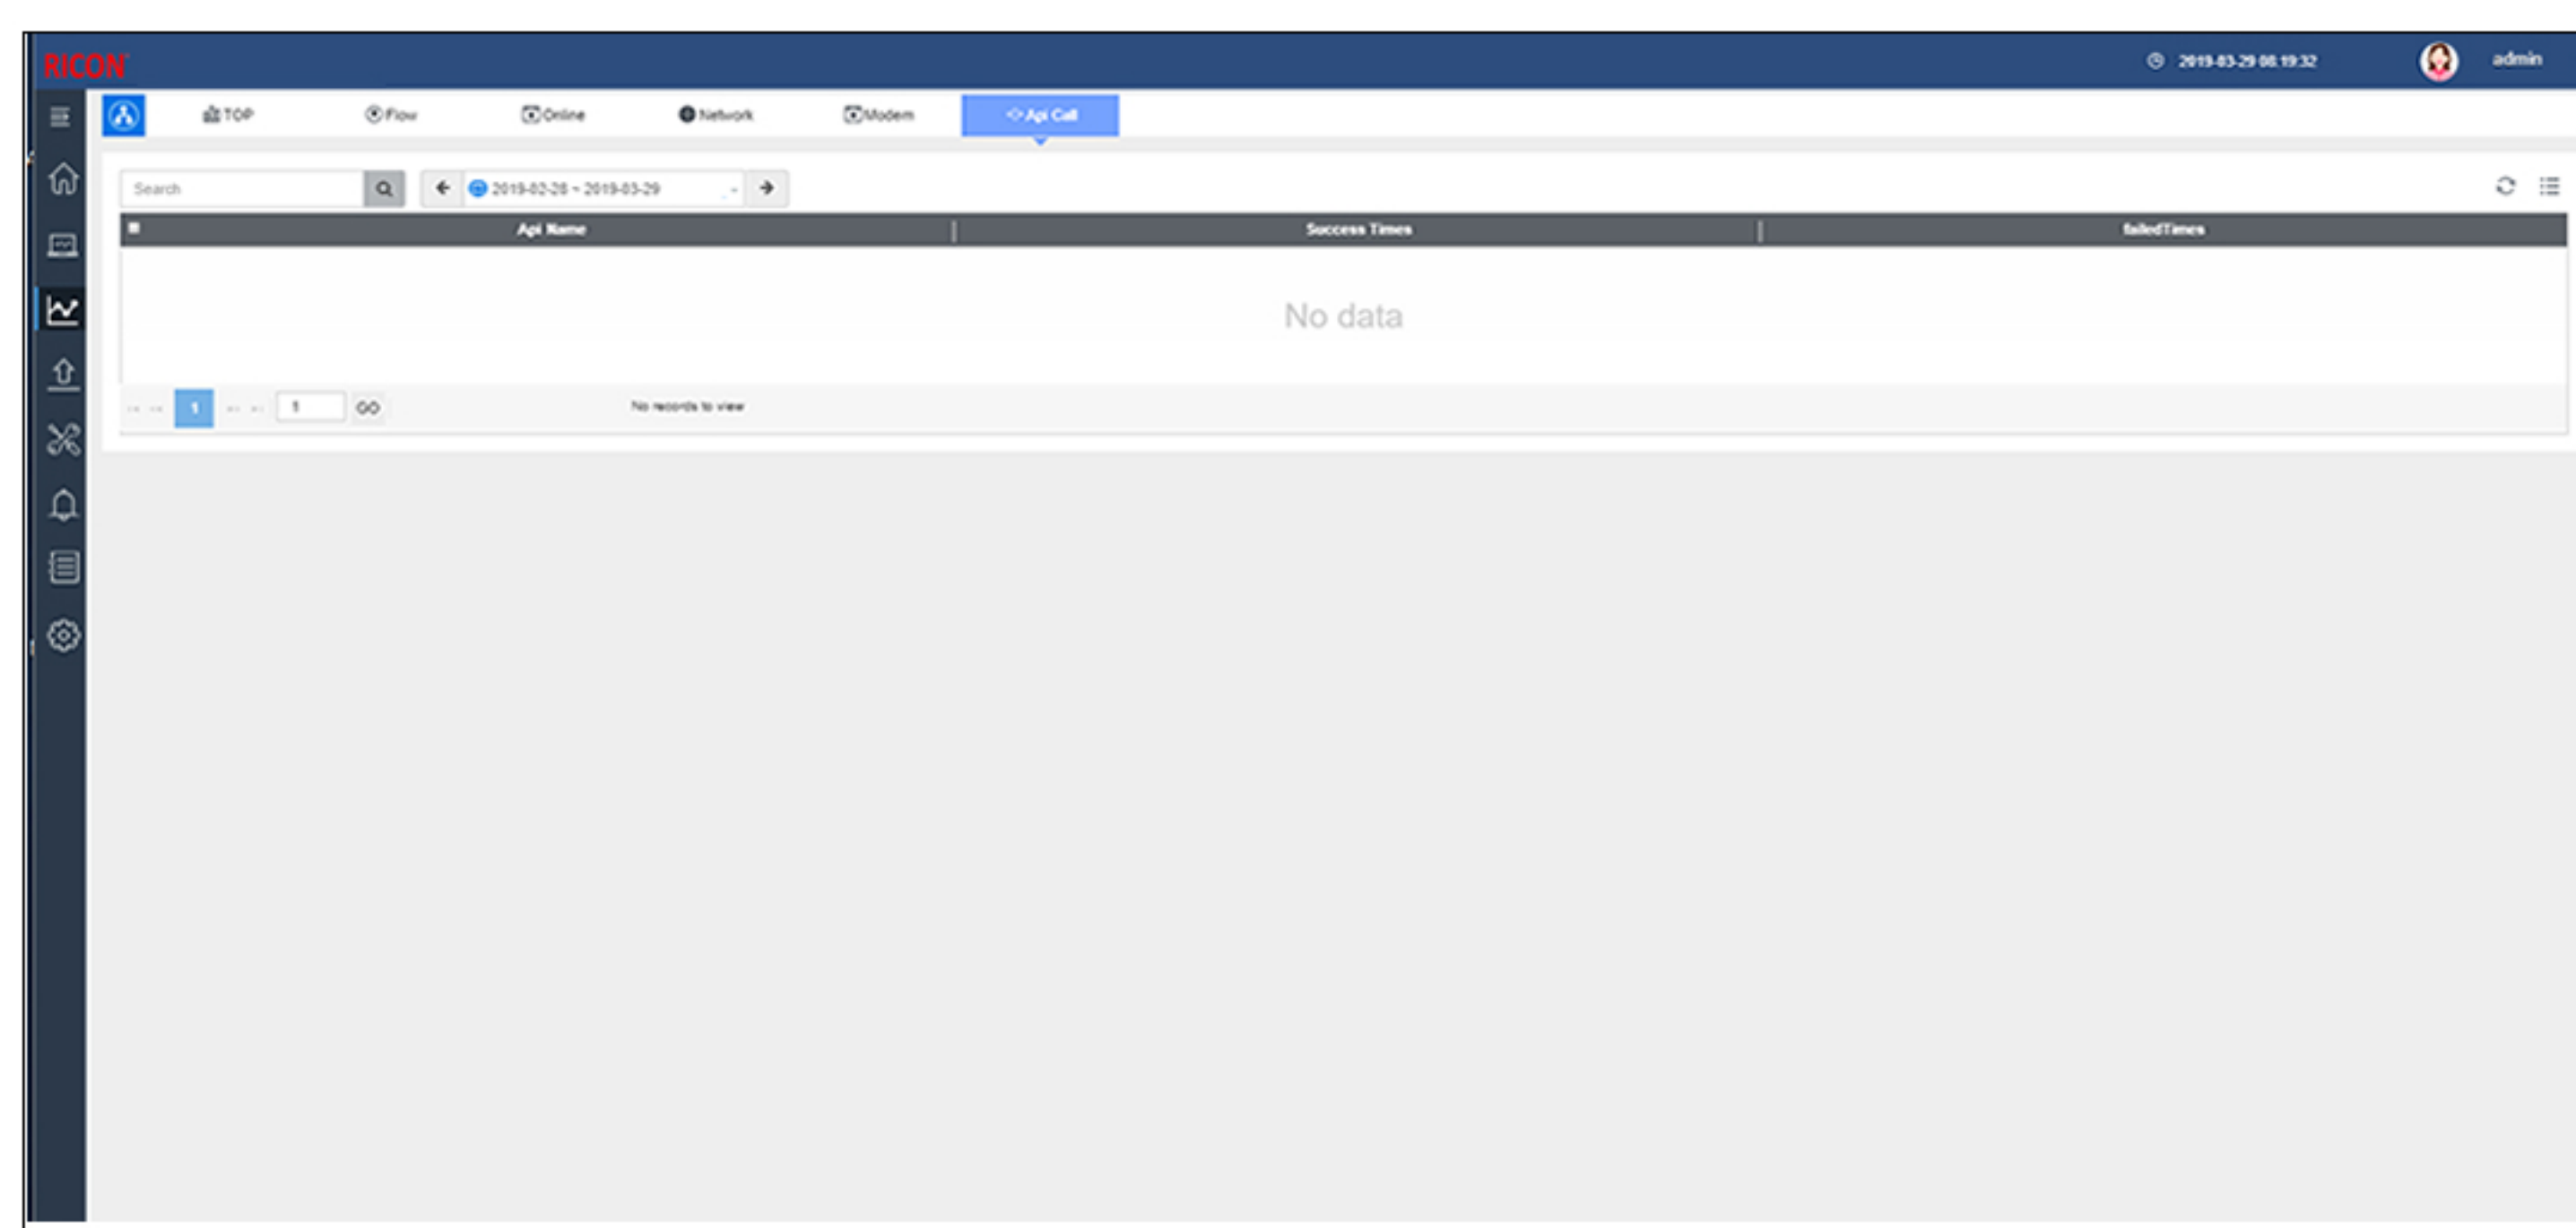 RICON
2019-03-29 08:19:32 admin
TOP Flow Online Network Modem Api Call
Search 2019-02-28 ~ 2019-03-29
Api Name Success Times failedTimes
No data
1 1 GO No records to view